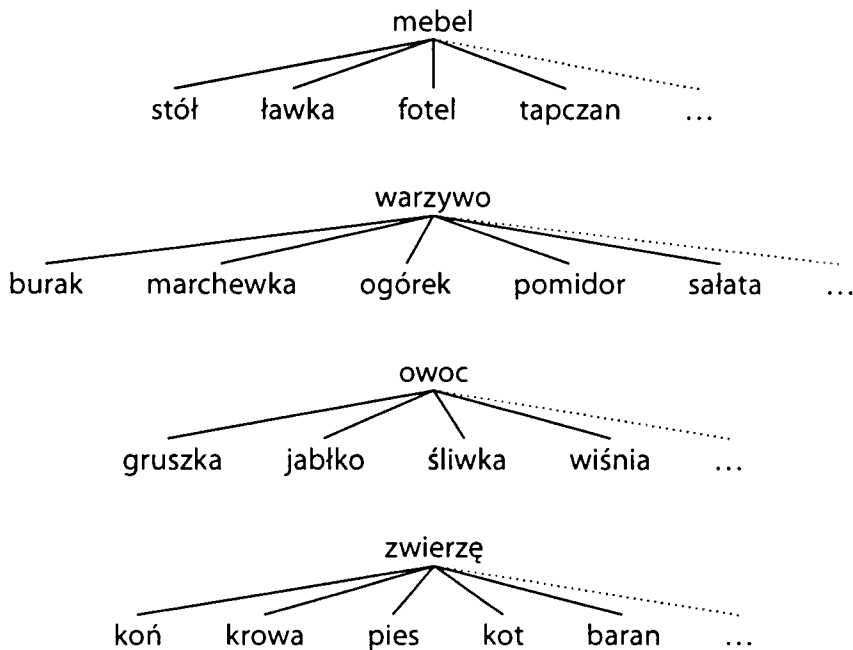 mebel
stół ławka fotel tapczan ...
warzywo
burak marchewka ogórek pomidor sałata ...
owoc
gruszka jabłko śliwka wiśnia ...
zwierzę
koń krowa pies kot baran ...